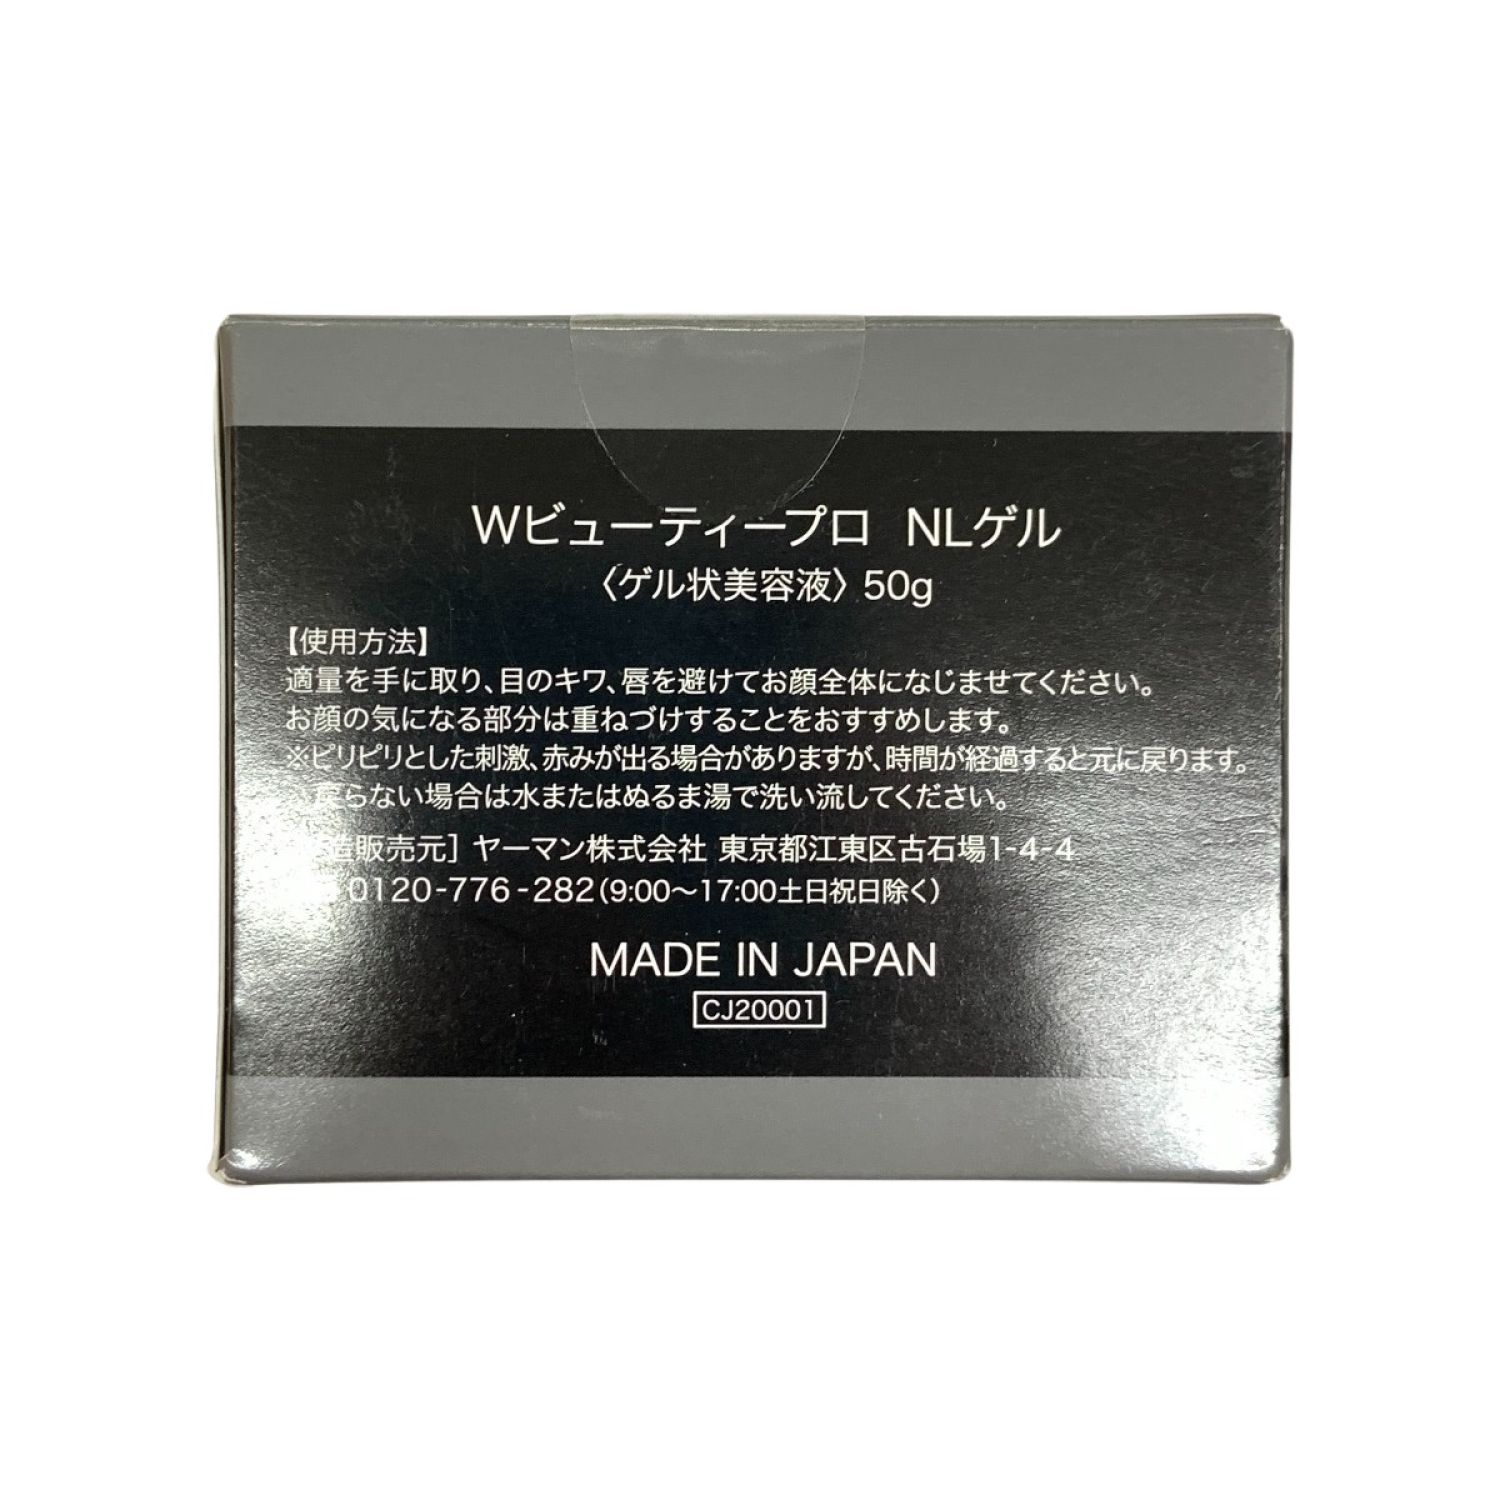 Wビューティープロ NLゲル
〈ゲル状美容液〉50g
【使用方法】
適量を手に取り、目のキワ、唇を避けてお顔全体になじませてください。
お顔の気になる部分は重ねづけすることをおすすめします。
※ピリピリとした刺激、赤みが出る場合がありますが、時間が経過すると元に戻ります。
戻らない場合は水またはぬるま湯で洗い流してください。
造販売元］ヤーマン株式会社 東京都江東区古石場1-4-4
0120-776-282（9:00〜17:00土日祝日除く）
MADE IN JAPAN
CJ20001